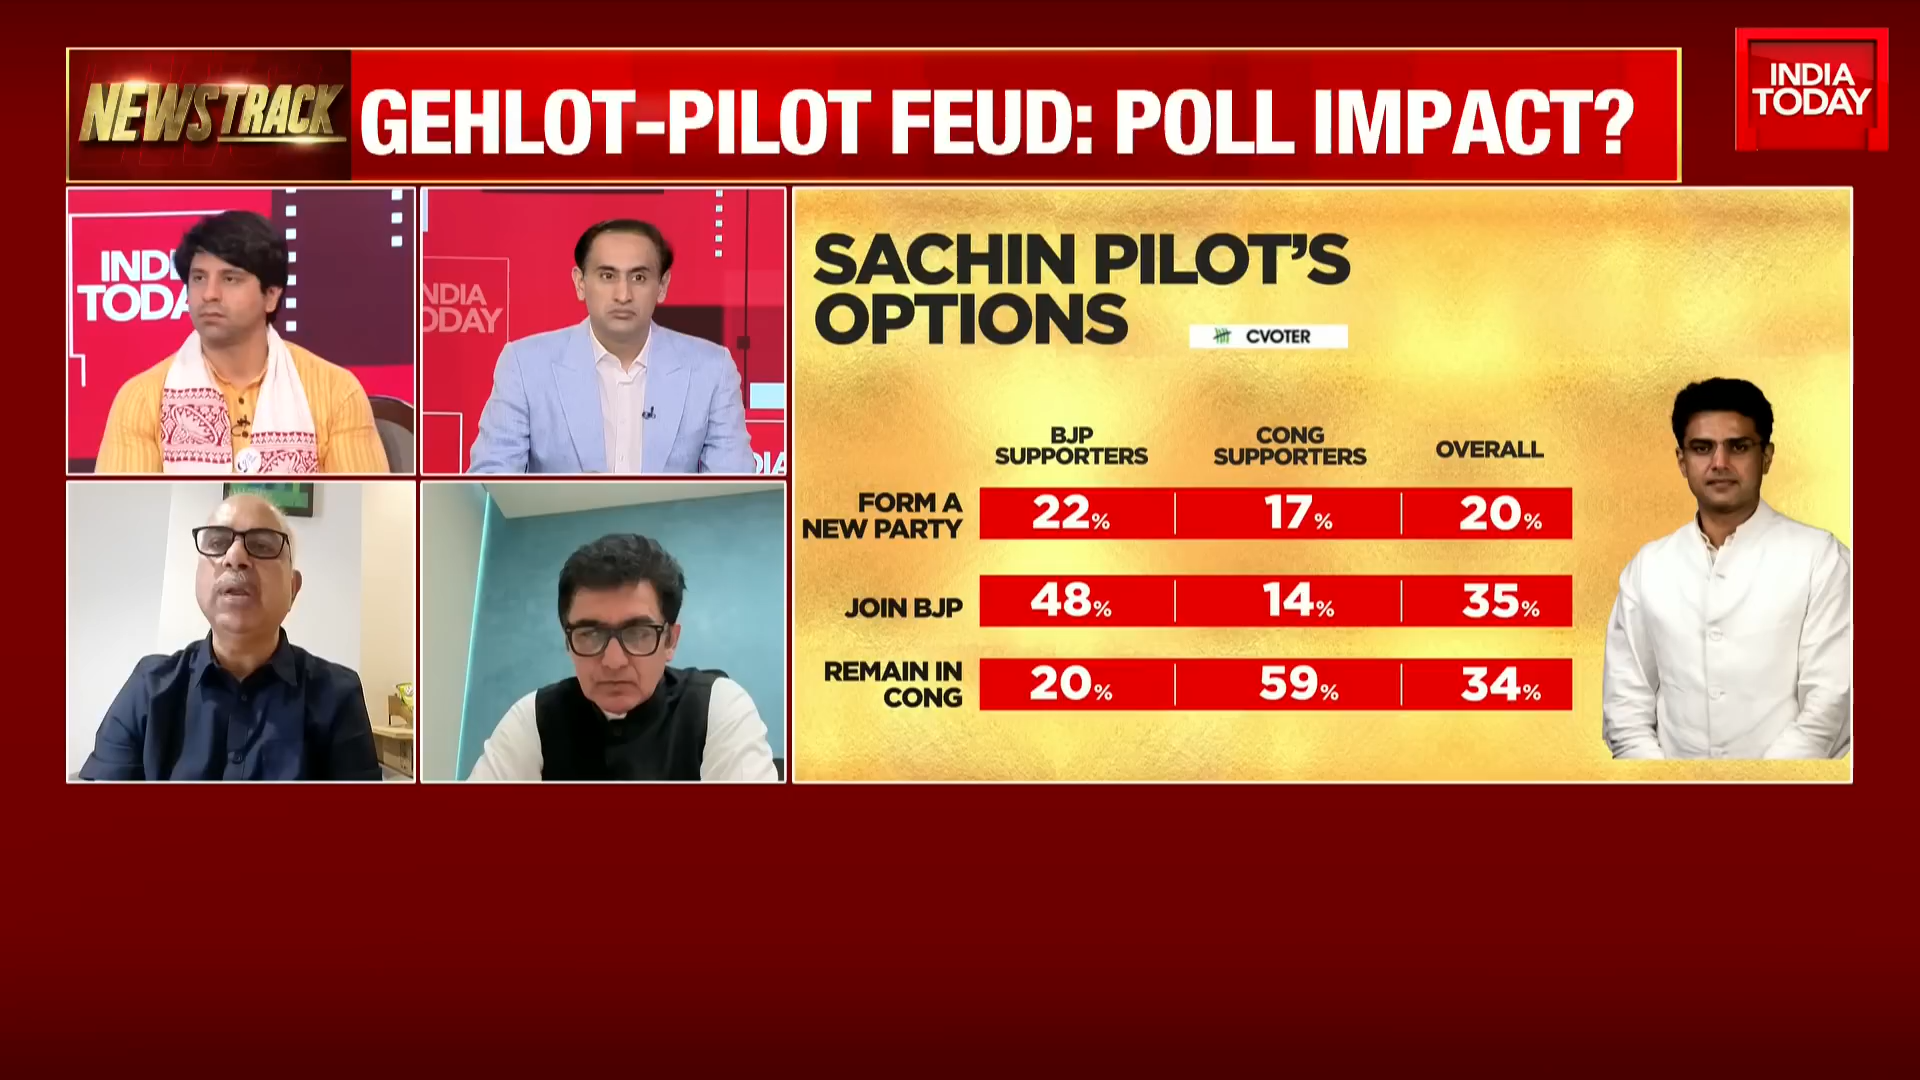 NEWSTRACK
GEHLOT-PILOT FEUD: POLL IMPACT?
INDIA
TODAY
INDI
TODA
NDIA
ODAY
DIA
SACHIN PILOT'S
OPTIONS
CVOTER
BJP
SUPPORTERS
CONG
SUPPORTERS
OVERALL
FORM A
NEW PARTY
22% 17% 20%
JOIN BJP 48% 14% 35%
REMAIN IN
CONG
20% 59% 34%